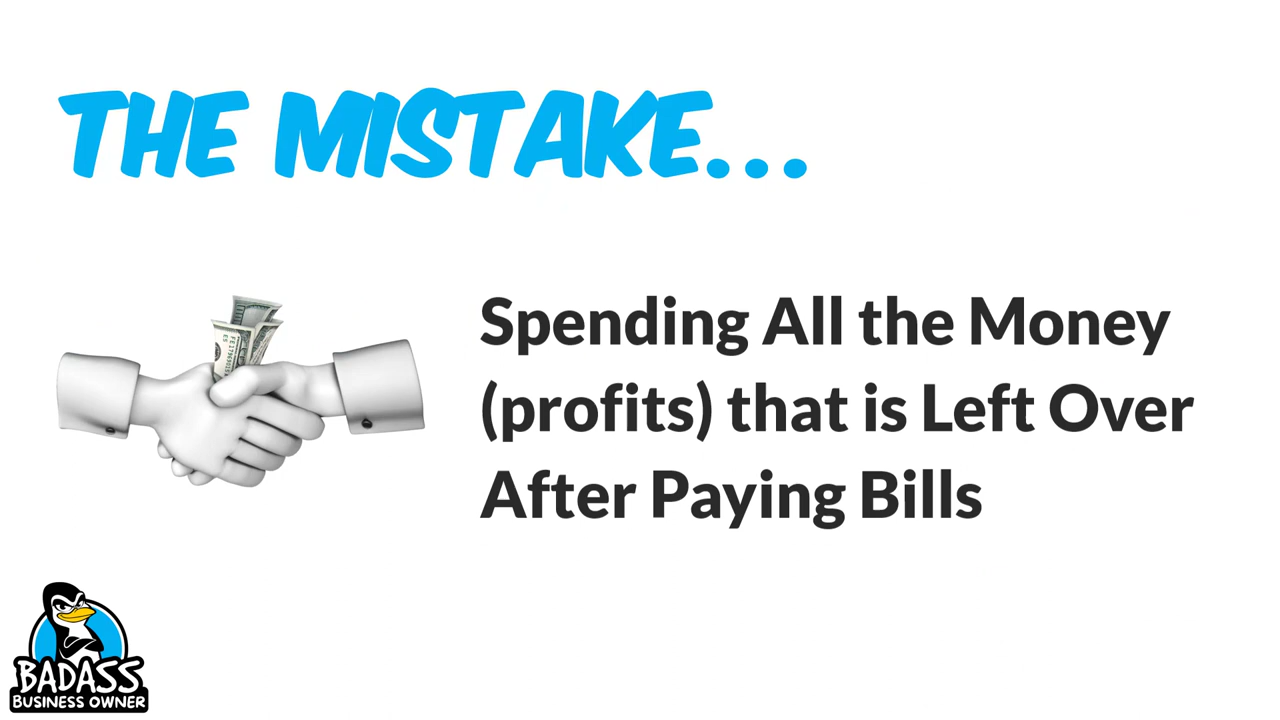 THE MISTAKE...
Spending All the Money
(profits) that is Left Over
After Paying Bills
BADASS
BUSINESS OWNER